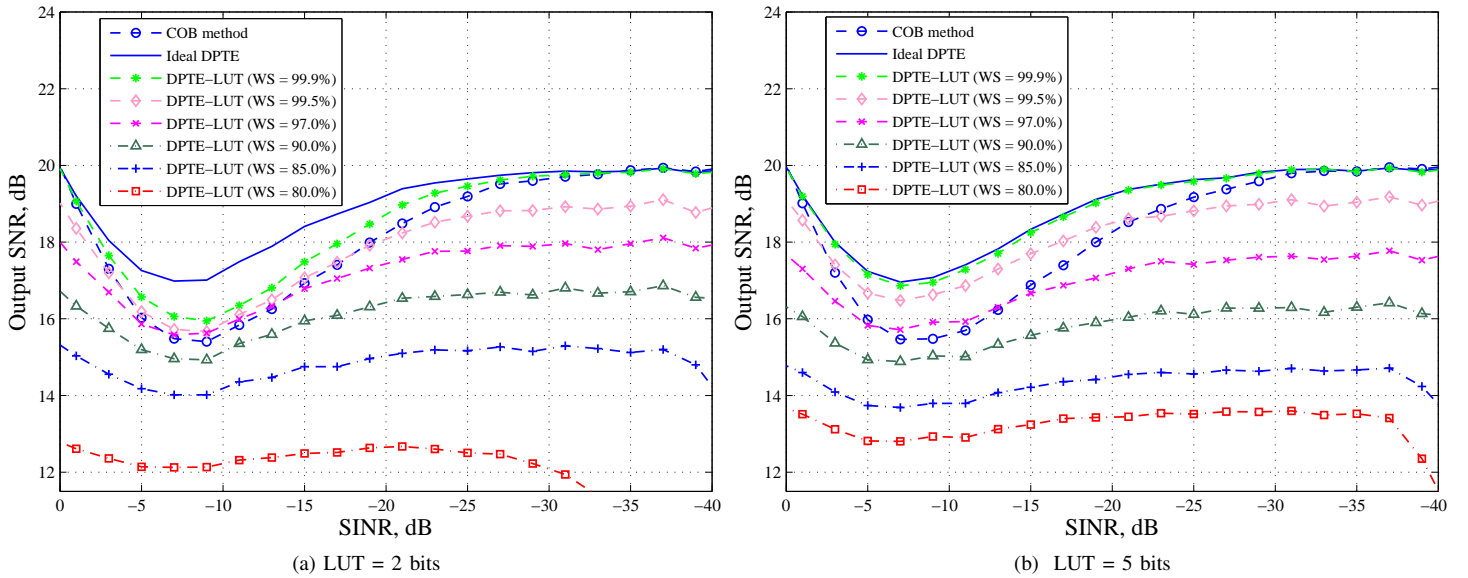 24
22
20
18
16
14
12
Output SNR, dB
COB method
Ideal DPTE
DPTE–LUT (WS = 99.9%)
DPTE–LUT (WS = 99.5%)
DPTE–LUT (WS = 97.0%)
DPTE–LUT (WS = 90.0%)
DPTE–LUT (WS = 85.0%)
DPTE–LUT (WS = 80.0%)
0 –5 –10 –15 –20 –25 –30 –35 –40
SINR, dB
(a) LUT = 2 bits
24
22
20
18
16
14
12
Output SNR, dB
COB method
Ideal DPTE
DPTE–LUT (WS = 99.9%)
DPTE–LUT (WS = 99.5%)
DPTE–LUT (WS = 97.0%)
DPTE–LUT (WS = 90.0%)
DPTE–LUT (WS = 85.0%)
DPTE–LUT (WS = 80.0%)
0 –5 –10 –15 –20 –25 –30 –35 –40
SINR, dB
(b) LUT = 5 bits